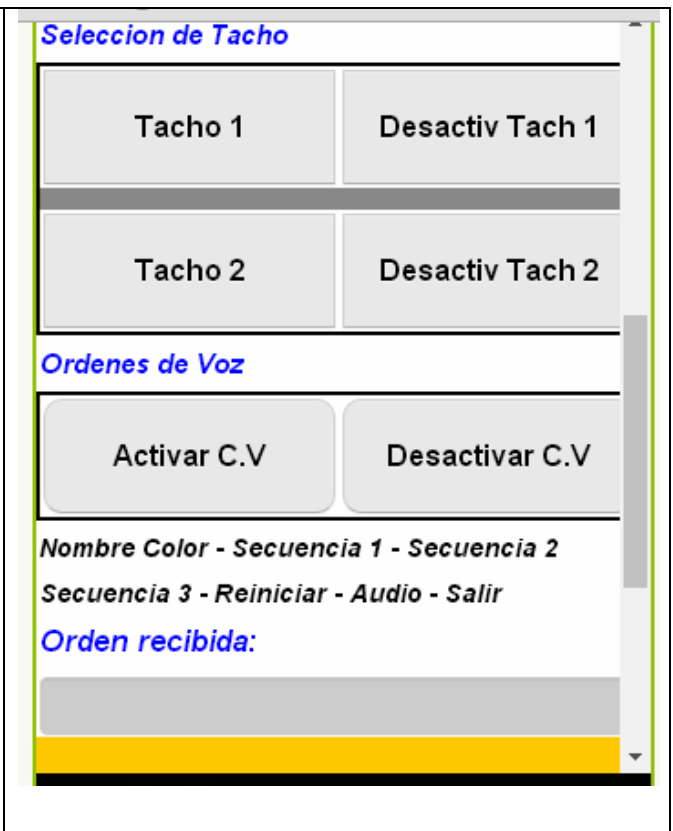 Seleccion de Tacho
Tacho 1 Desactiv Tach 1
Tacho 2 Desactiv Tach 2
Ordenes de Voz
Activar C.V Desactivar C.V
Nombre Color - Secuencia 1 - Secuencia 2
Secuencia 3 - Reiniciar - Audio - Salir
Orden recibida: